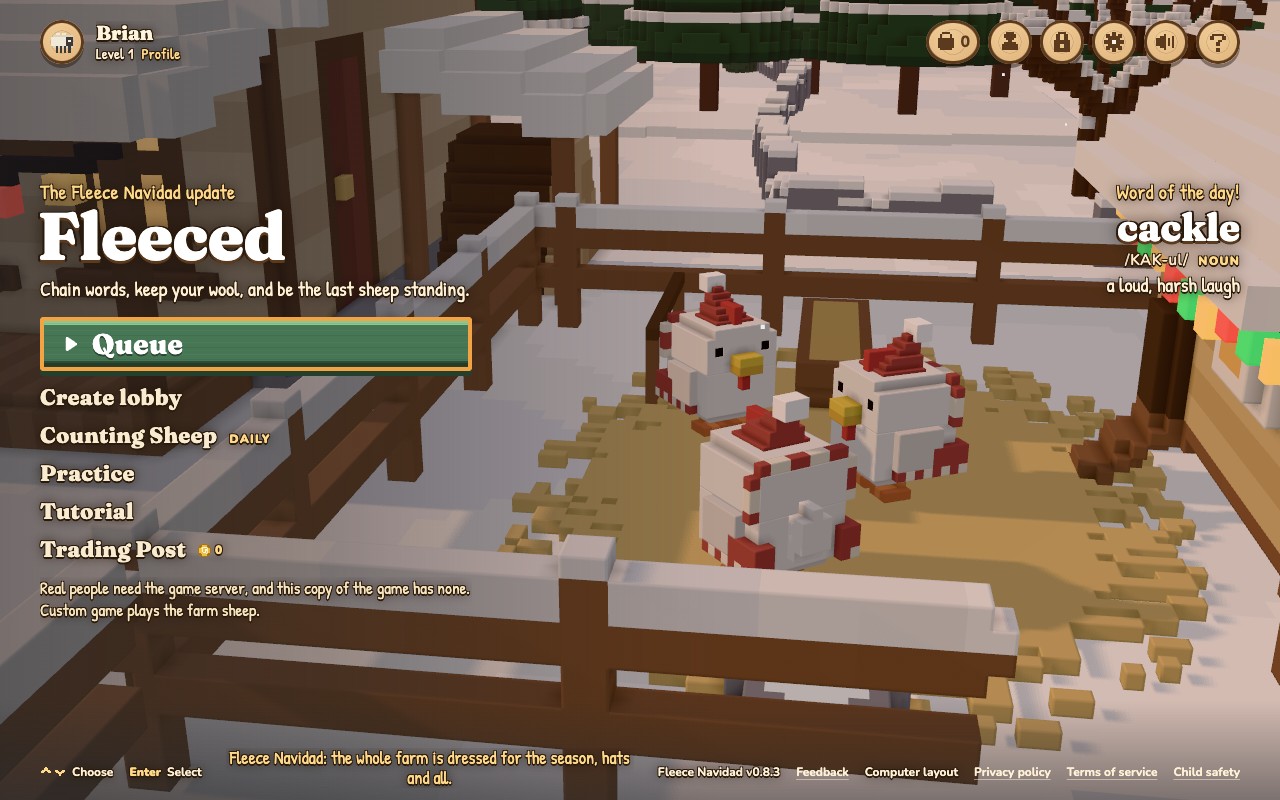 Brian
Level 1 Profile
0
The Fleece Navidad update
Fleeced
Chain words, keep your wool, and be the last sheep standing.
Queue
Create lobby
Counting Sheep DAILY
Practice
Tutorial
Trading Post 0
Real people need the game server, and this copy of the game has none.
Custom game plays the farm sheep.
Word of the day!
cackle
/KAK-ul/ NOUN
a loud, harsh laugh
Choose Enter Select
Fleece Navidad: the whole farm is dressed for the season, hats
and all.
Fleece Navidad v0.8.3 Feedback Computer layout Privacy policy Terms of service Child safety